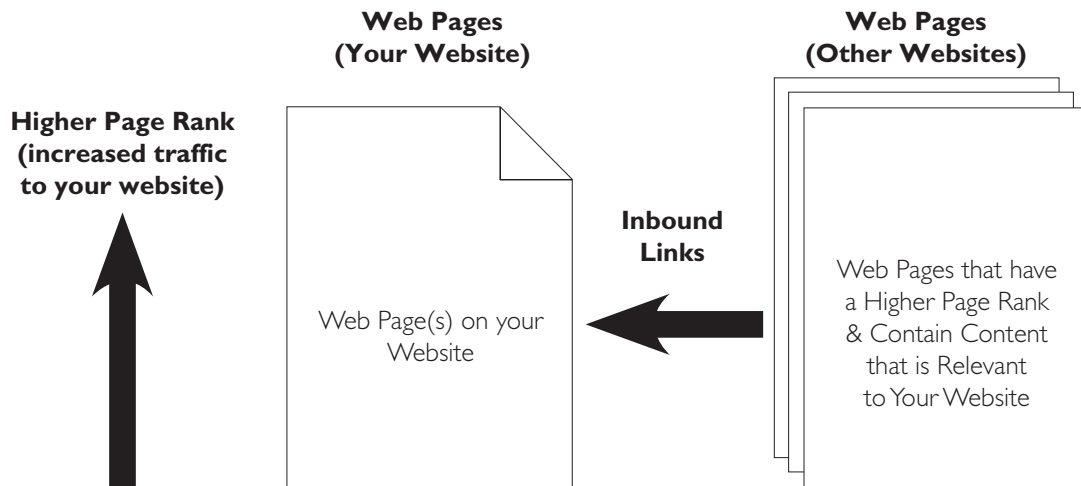 Web Pages
(Your Website)
Web Pages
(Other Websites)
Higher Page Rank
(increased traffic
to your website)
Web Page(s) on your
Website
Inbound
Links
Web Pages that have
a Higher Page Rank
& Contain Content
that is Relevant
to Your Website